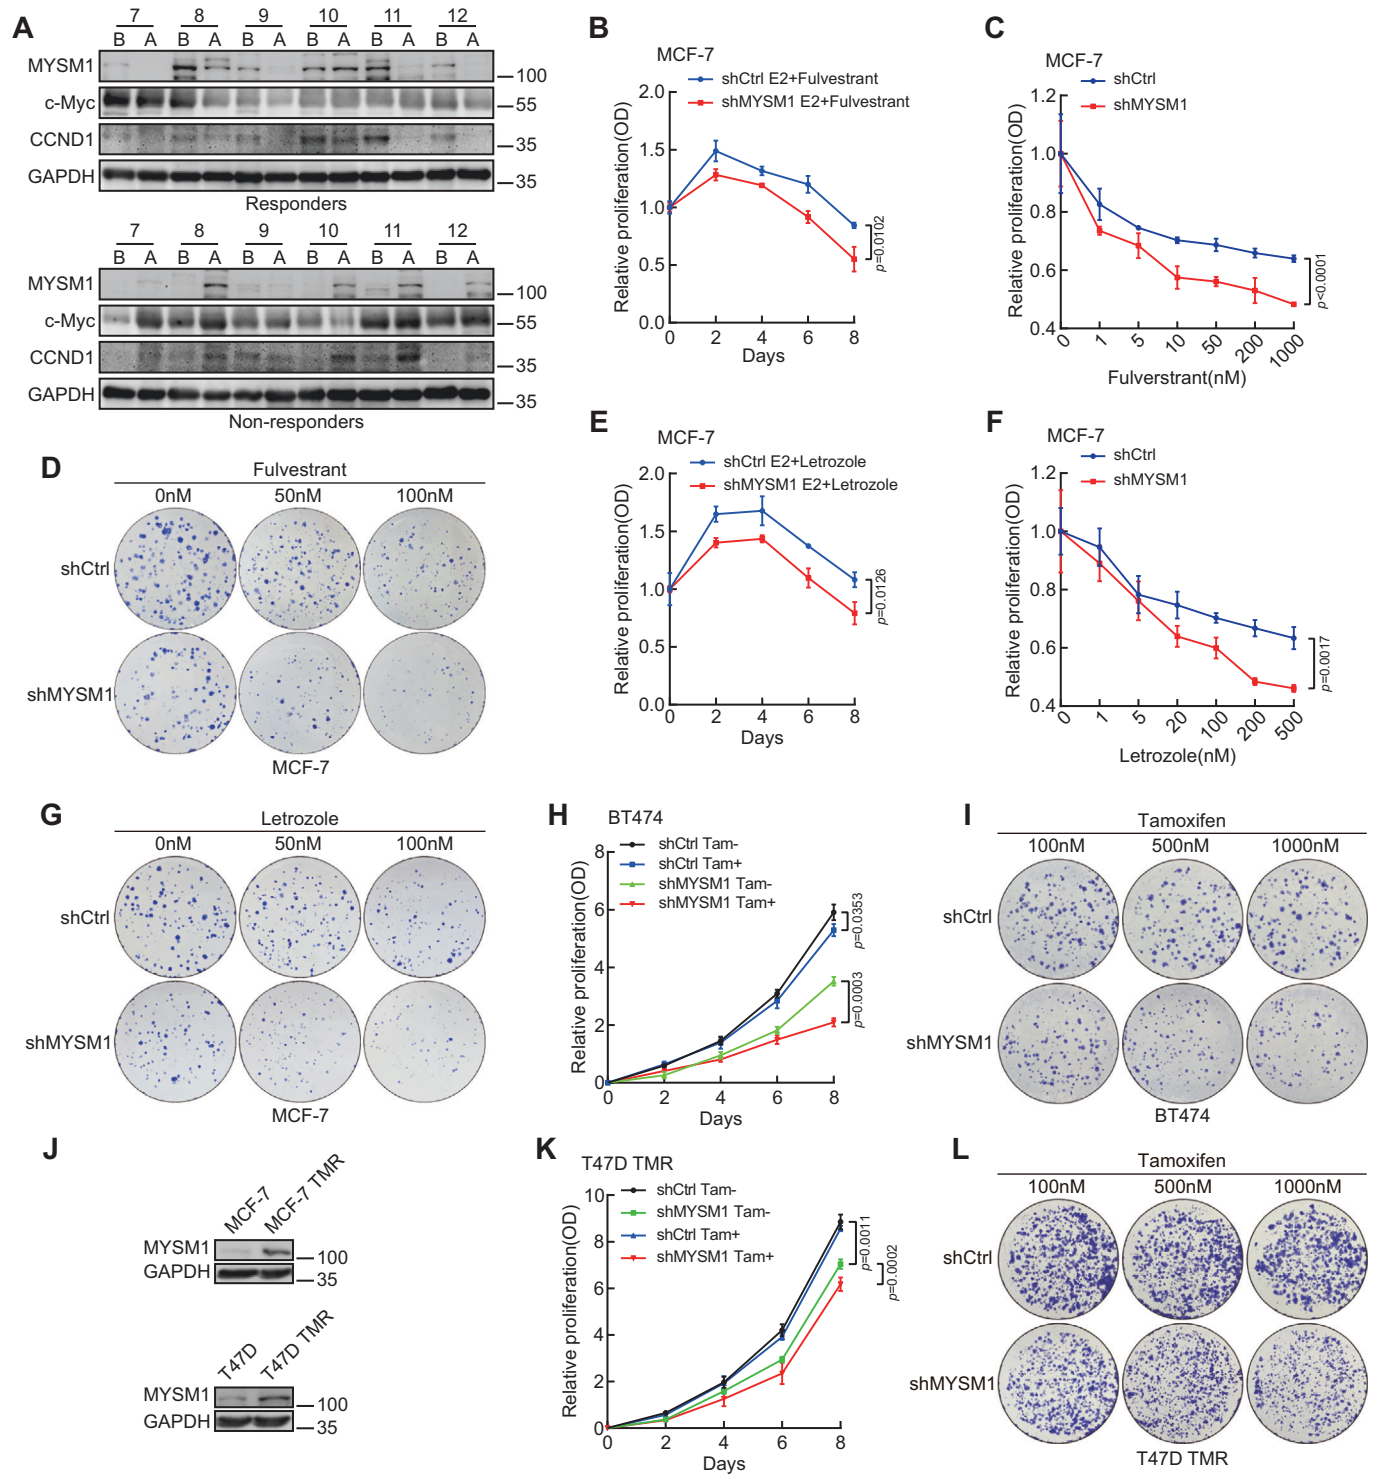 A
7 8 9 10 11 12
B A B A B A B A B A B A
MYSM1
100
c-Myc
55
CCND1
35
GAPDH
35
Responders
7 8 9 10 11 12
B A B A B A B A B A B A
MYSM1
100
c-Myc
55
CCND1
35
GAPDH
35
Non-responders
B
MCF-7
shCtrl E2+Fulvestrant
shMYSM1 E2+Fulvestrant
Relative proliferation(OD)
2.0
1.5
1.0
0.5
0.0
0 2 4 6 8
Days
p=0.0102
C
MCF-7
shCtrl
shMYSM1
Relative proliferation(OD)
1.2
1.0
0.8
0.6
0.4
0 1 5 10 50 200 1000
Fulverstrant(nM)
p<0.0001
D
Fulvestrant
0nM 50nM 100nM
shCtrl
shMYSM1
MCF-7
E
MCF-7
shCtrl E2+Letrozole
shMYSM1 E2+Letrozole
Relative proliferation(OD)
2.0
1.5
1.0
0.5
0.0
0 2 4 6 8
Days
p=0.0126
F
MCF-7
shCtrl
shMYSM1
Relative proliferation(OD)
1.2
1.0
0.8
0.6
0.4
0 1 5 20 100 200 500
Letrozole(nM)
p=0.0017
G
Letrozole
0nM 50nM 100nM
shCtrl
shMYSM1
MCF-7
H
BT474
shCtrl Tam-
shCtrl Tam+
shMYSM1 Tam-
shMYSM1 Tam+
Relative proliferation(OD)
8
6
4
2
0
0 2 4 6 8
Days
p=0.0353
p=0.0003
I
Tamoxifen
100nM 500nM 1000nM
shCtrl
shMYSM1
BT474
J
MCF-7 MCF-7 TMR
MYSM1
100
GAPDH
35
T47D T47D TMR
MYSM1
100
GAPDH
35
K
T47D TMR
shCtrl Tam-
shMYSM1 Tam-
shCtrl Tam+
shMYSM1 Tam+
Relative proliferation(OD)
10
8
6
4
2
0
0 2 4 6 8
Days
p=0.0011
p=0.0002
L
Tamoxifen
100nM 500nM 1000nM
shCtrl
shMYSM1
T47D TMR